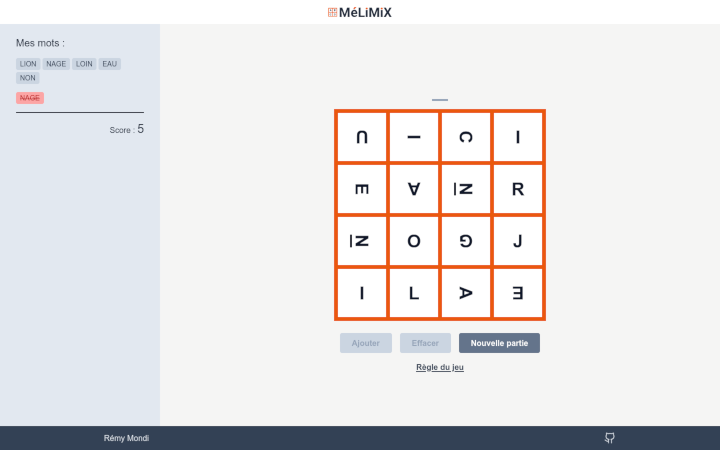 MéLiMiX
Mes mots :
LION NAGE LOIN EAU
NON
NAGE
Score : 5
U I C I
E A N R
N O G J
I L A E
Ajouter Effacer Nouvelle partie
Règle du jeu
Rémy Mondi